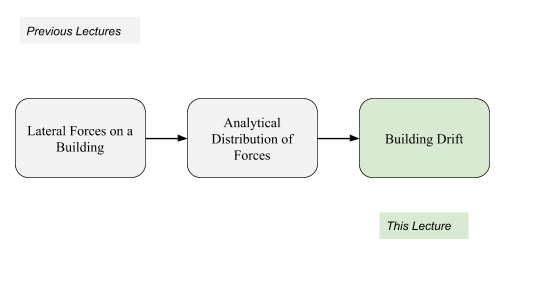 Previous Lectures
Lateral Forces on a
Building
Analytical
Distribution of
Forces
Building Drift
This Lecture